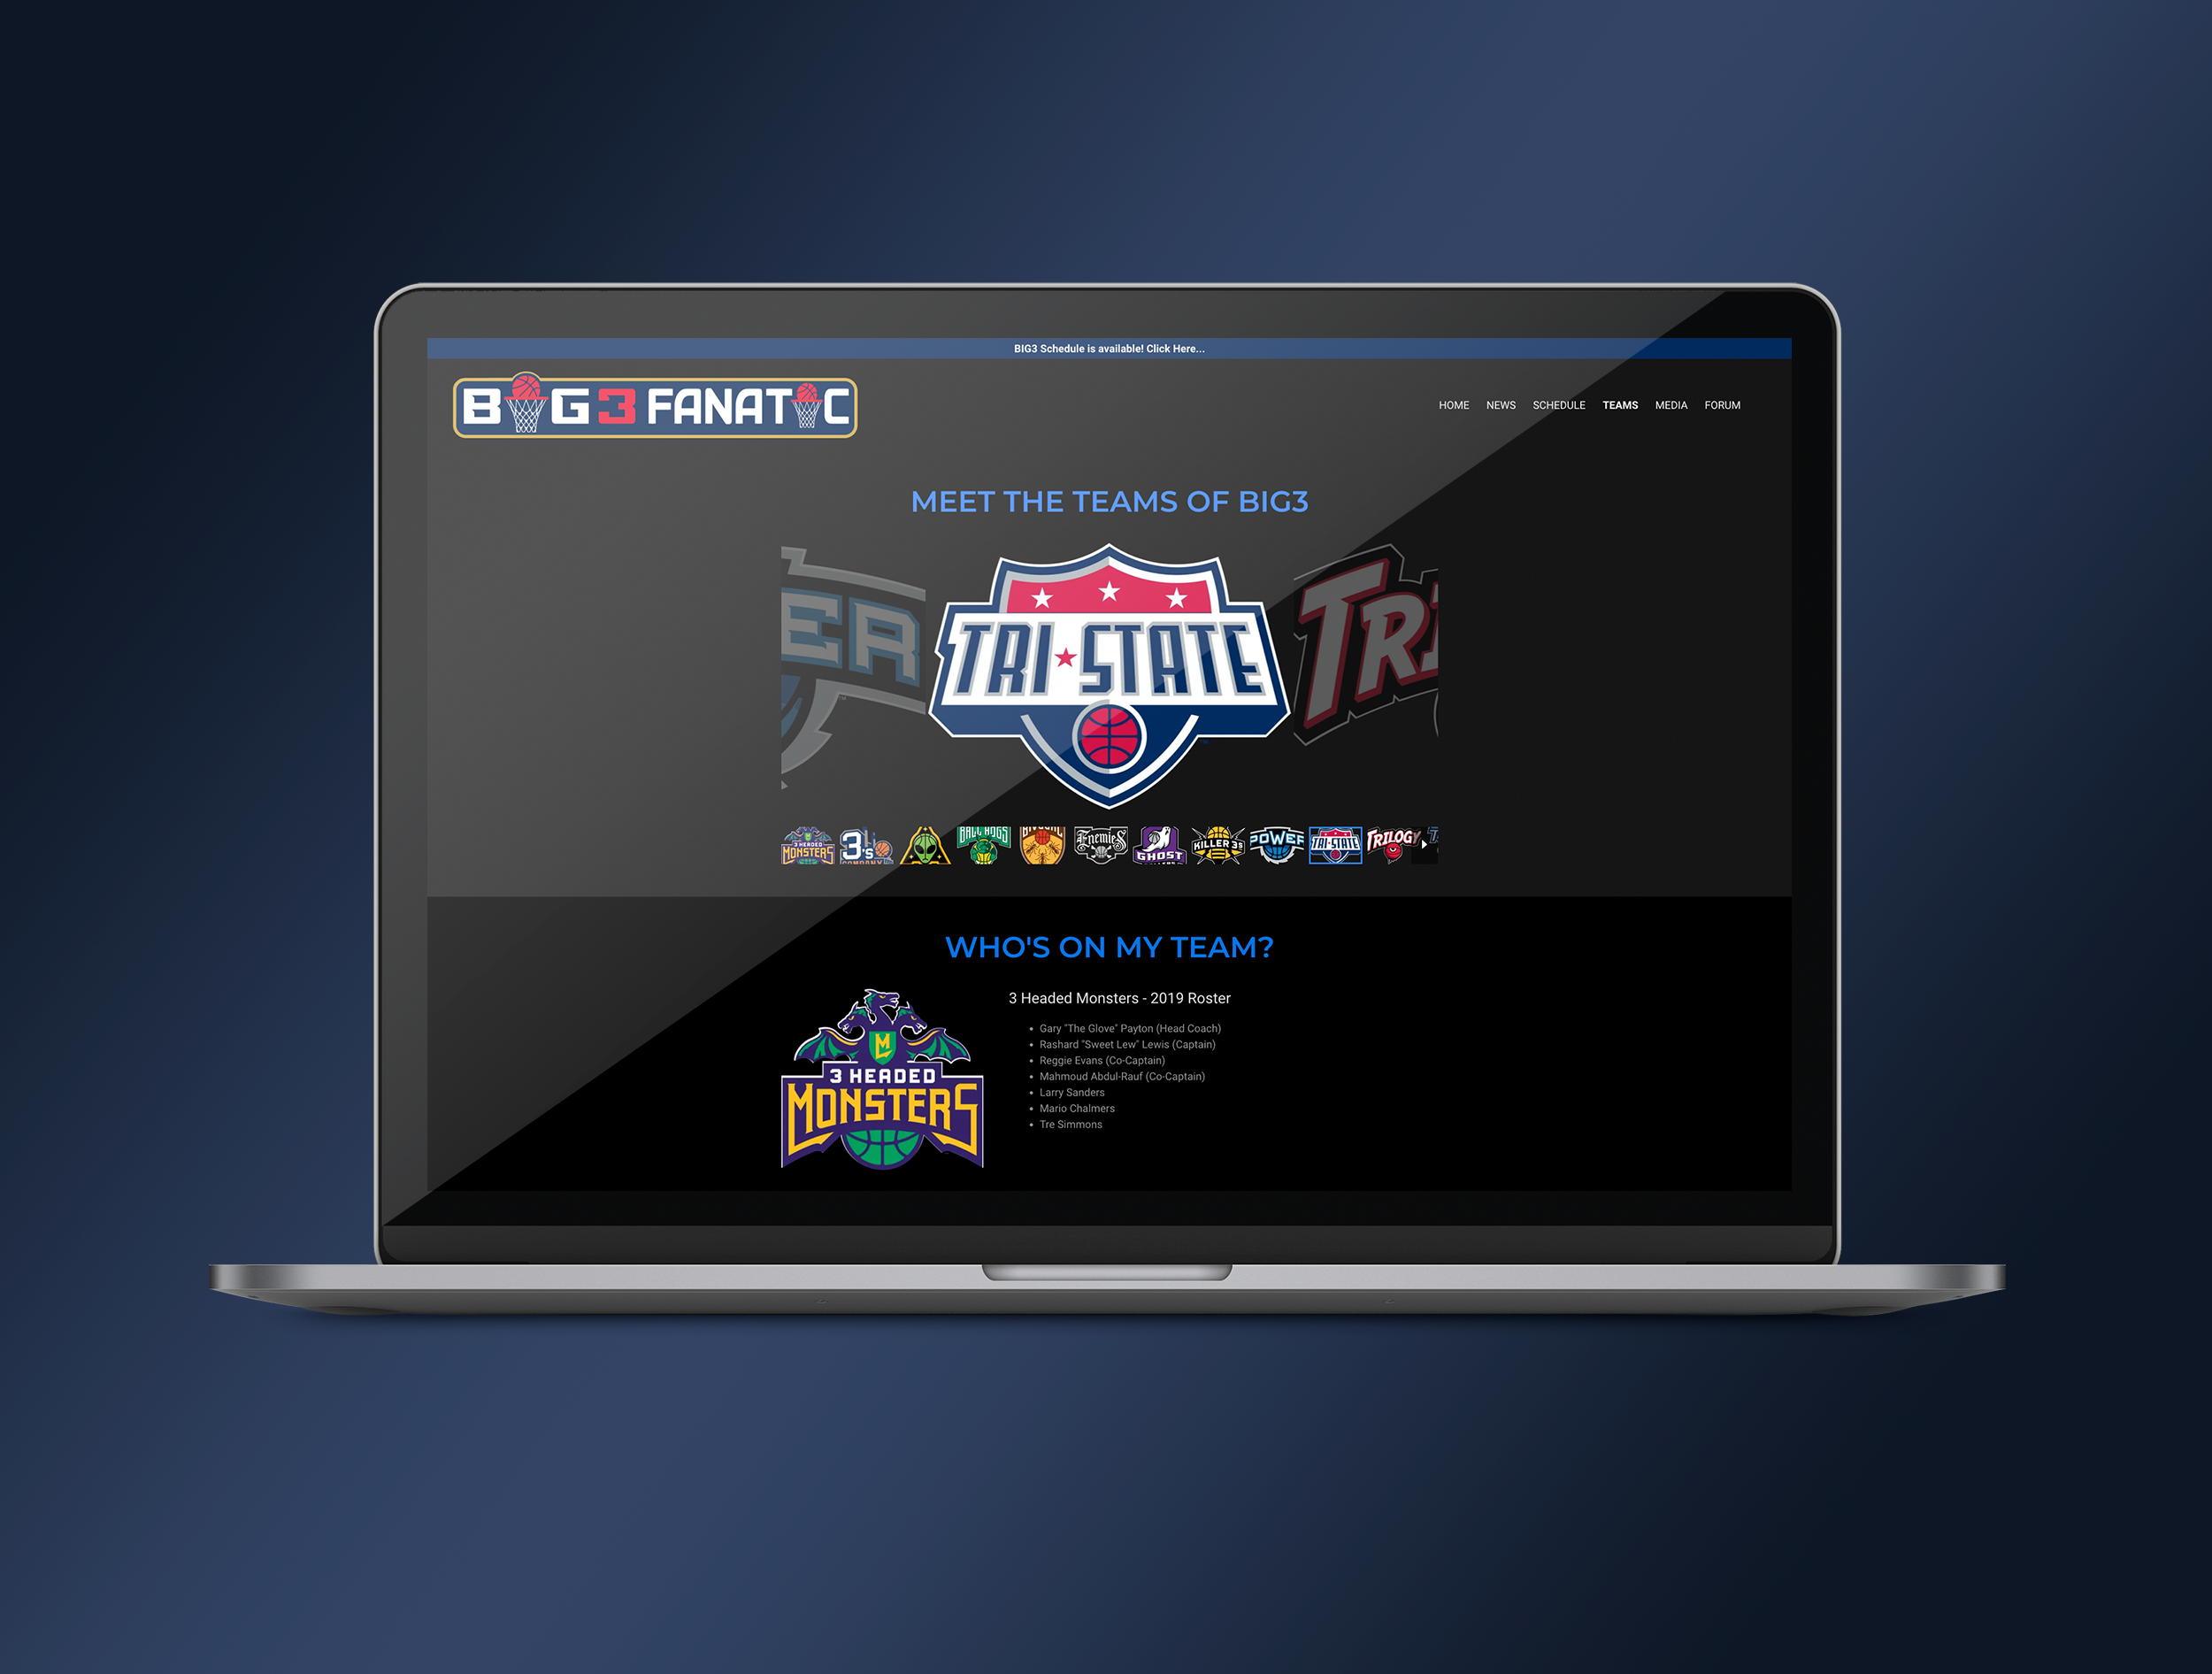 BIG3 Schedule is available! Click Here...
BIG3 FANATIC
HOME NEWS SCHEDULE TEAMS MEDIA FORUM
MEET THE TEAMS OF BIG3
ER
TRI STATE
TRI
3 HEADED
MONSTERS
3's
COMPANY
BALL HOGS
BIVOUAC
Enemies
GHOST
KILLER 3s
POWER
TRI-STATE
TRILOGY
WHO'S ON MY TEAM?
3 HEADED
MONSTERS
M
3 Headed Monsters - 2019 Roster
• Gary "The Glove" Payton (Head Coach)
• Rashard "Sweet Lew" Lewis (Captain)
• Reggie Evans (Co-Captain)
• Mahmoud Abdul-Rauf (Co-Captain)
• Larry Sanders
• Mario Chalmers
• Tre Simmons